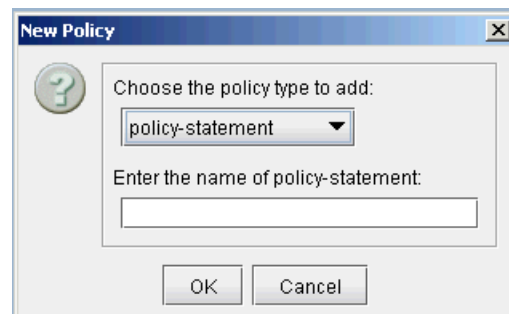 New Policy
Choose the policy type to add:
policy-statement
Enter the name of policy-statement:
OK Cancel